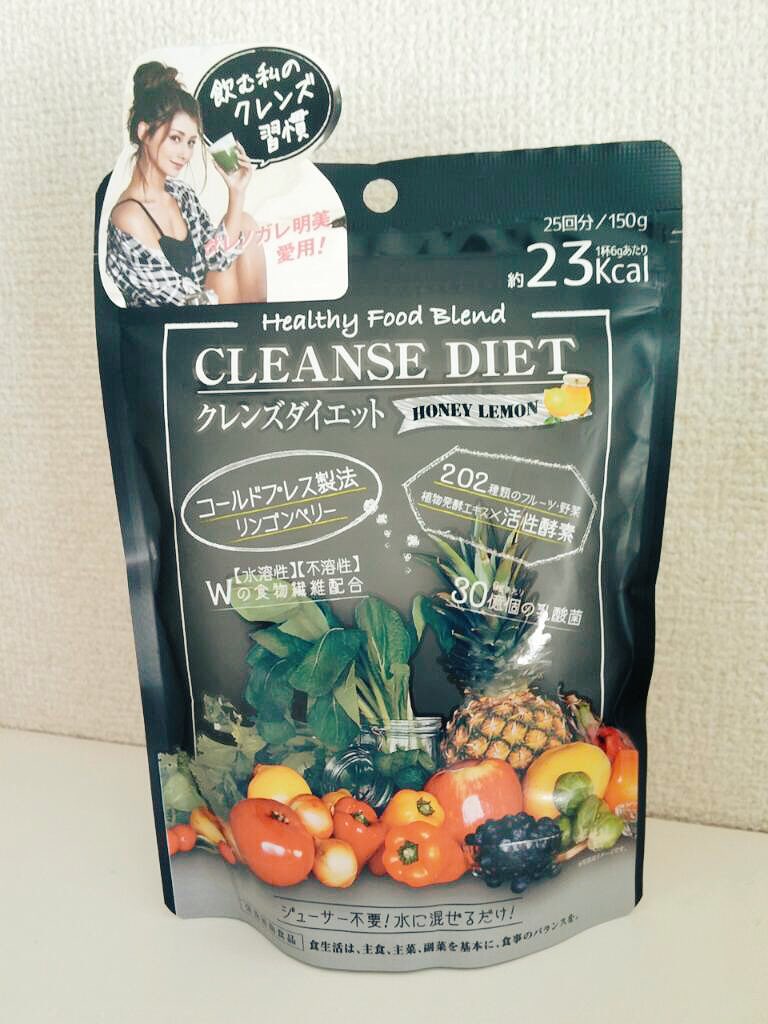 飲む私の
クレンズ
習慣
ダレノガレ明美
愛用!
25回分/150g
1杯6gあたり
約23Kcal
Healthy Food Blend
CLEANSE DIET
クレンズダイエット
HONEY LEMON
コールドプレス製法
リンゴンベリー
202種類のフルーツ・野菜
植物発酵エキス×活性酵素
【水溶性】【不溶性】
Wの食物繊維配合
30億個の乳酸菌
ジューサー不要!水に混ぜるだけ!
食生活は、主食、主菜、副菜を基本に、食事のバランスを。